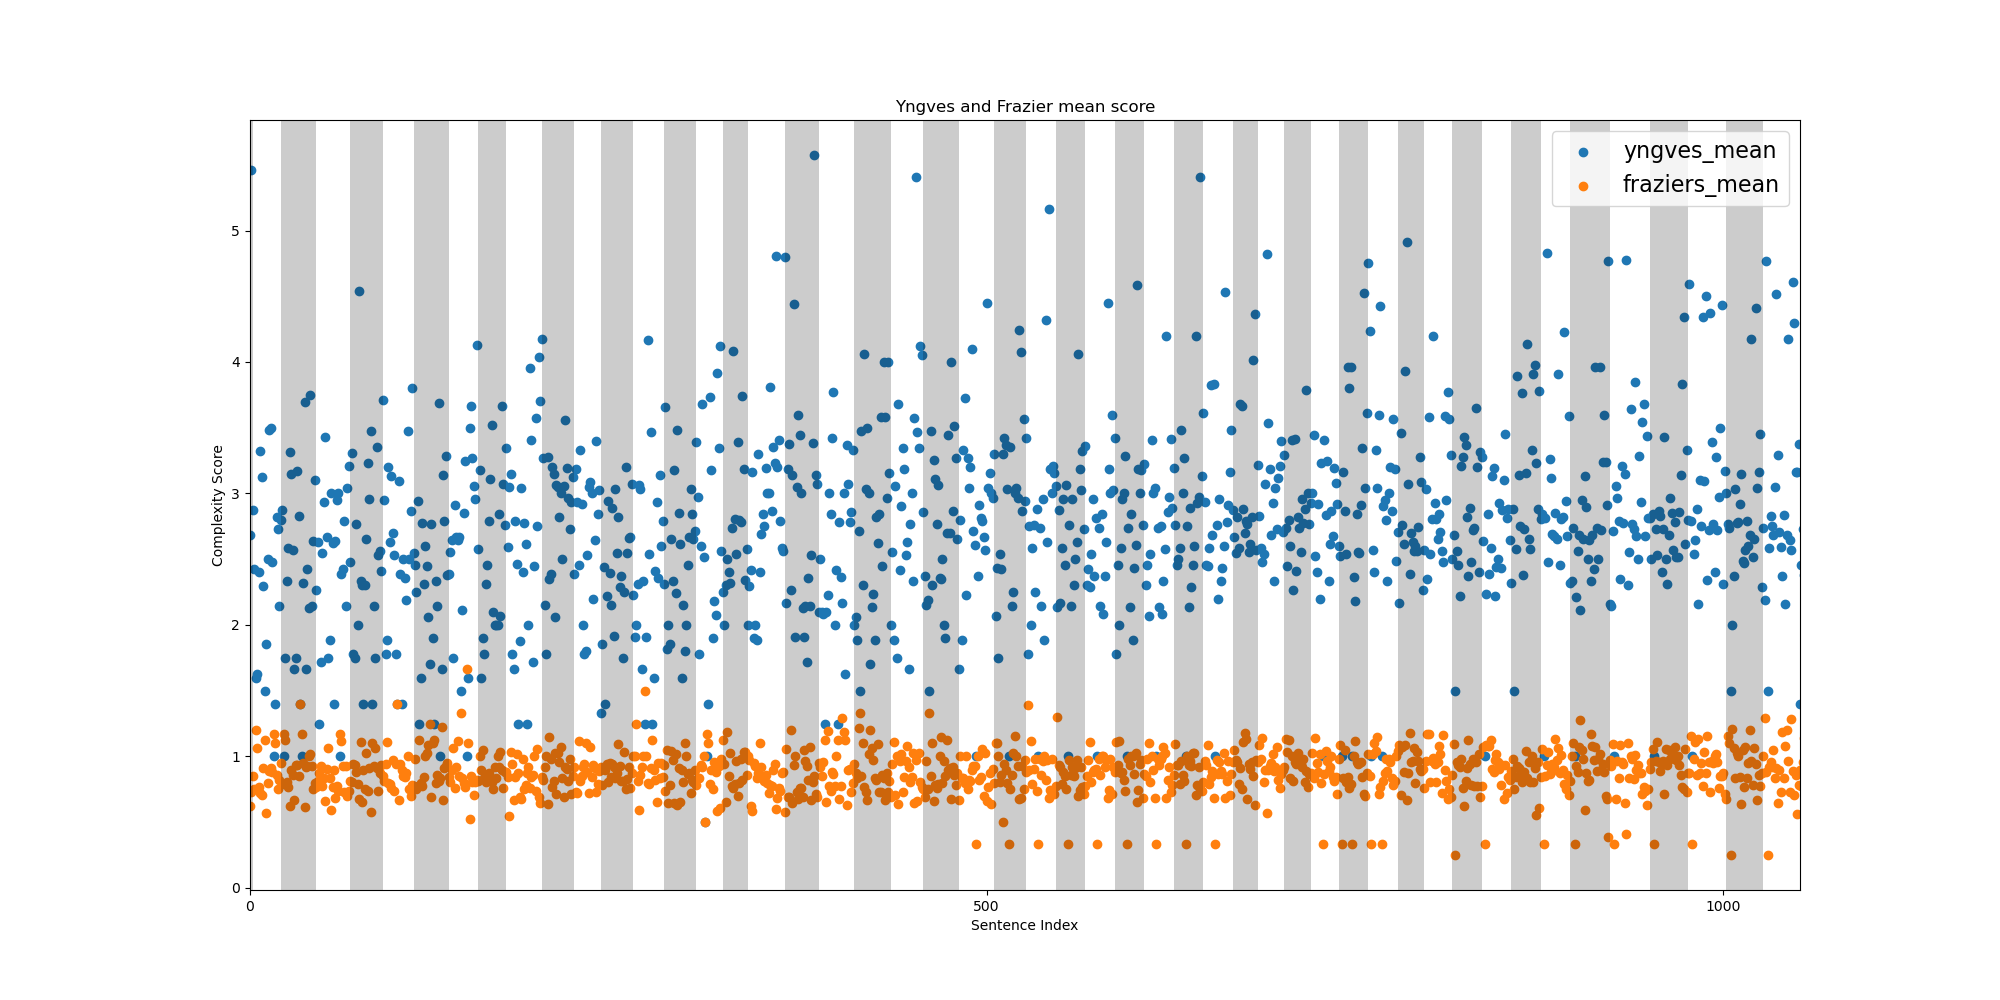 Yngves and Frazier mean score
yngves_mean
fraziers_mean
Complexity Score
5
4
3
2
1
0
0
500
1000
Sentence Index